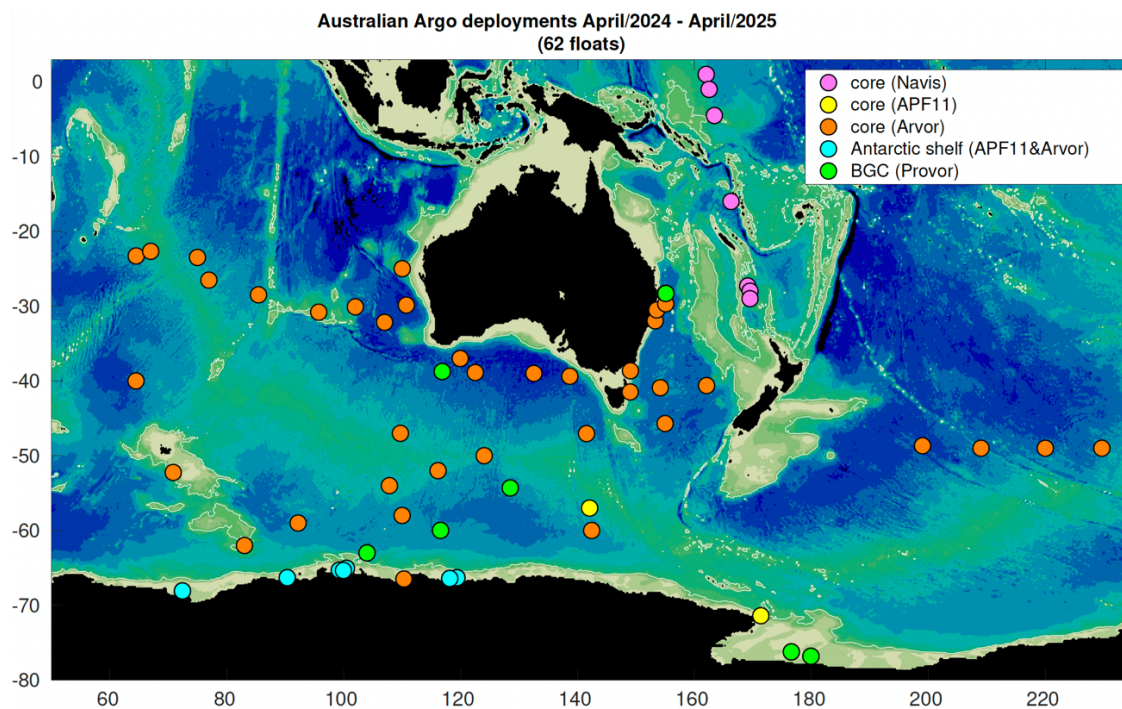 Australian Argo deployments April/2024 - April/2025
(62 floats)
core (Navis)
core (APF11)
core (Arvor)
Antarctic shelf (APF11&Arvor)
BGC (Provor)
0
-10
-20
-30
-40
-50
-60
-70
-80
60
80
100
120
140
160
180
200
220